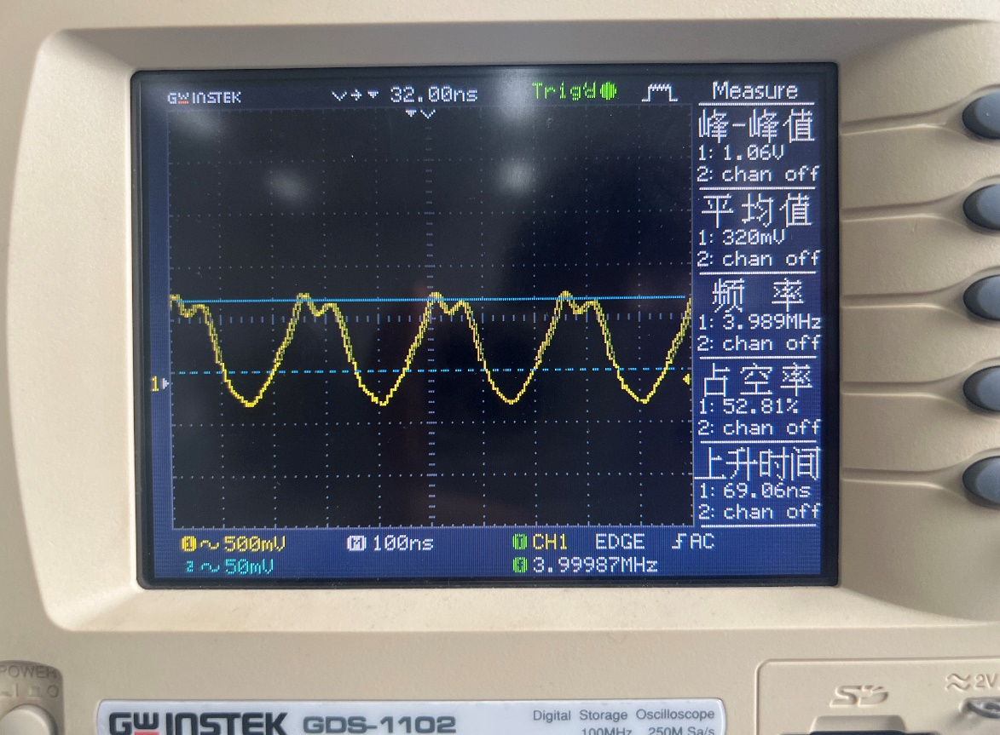 GW INSTEK
32.00ns
Trig'd
Measure
峰-峰值
1: 1.06V
2: chan off
平均值
1: 320mV
2: chan off
频 率
1: 3.989MHz
2: chan off
占空率
1: 52.81%
2: chan off
上升时间
1: 69.06ns
2: chan off
1
1 500mV
M 100ns
T CH1 EDGE AC
2 50mV
3.99987MHz
POWER
GW INSTEK GDS-1102
Digital Storage Oscilloscope
100MHz 250M Sa/s
SD
2V